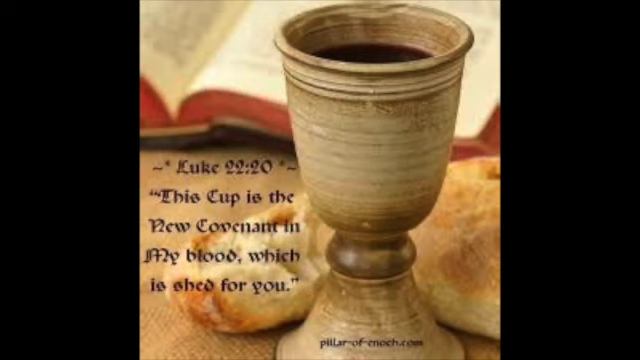 ~* Luke 22:20 *~
"This Cup is the
New Covenant in
My blood, which
is shed for you."
pillar-of-enoch.com